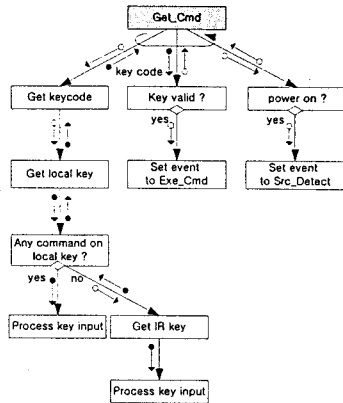 Get_Cmd
key code
Get keycode
Key valid ?
power on ?
yes
yes
Get local key
Set event
to Exe_Cmd
Set event
to Src_Detect
Any command on
local key ?
yes
no
Process key input
Get IR key
Process key input